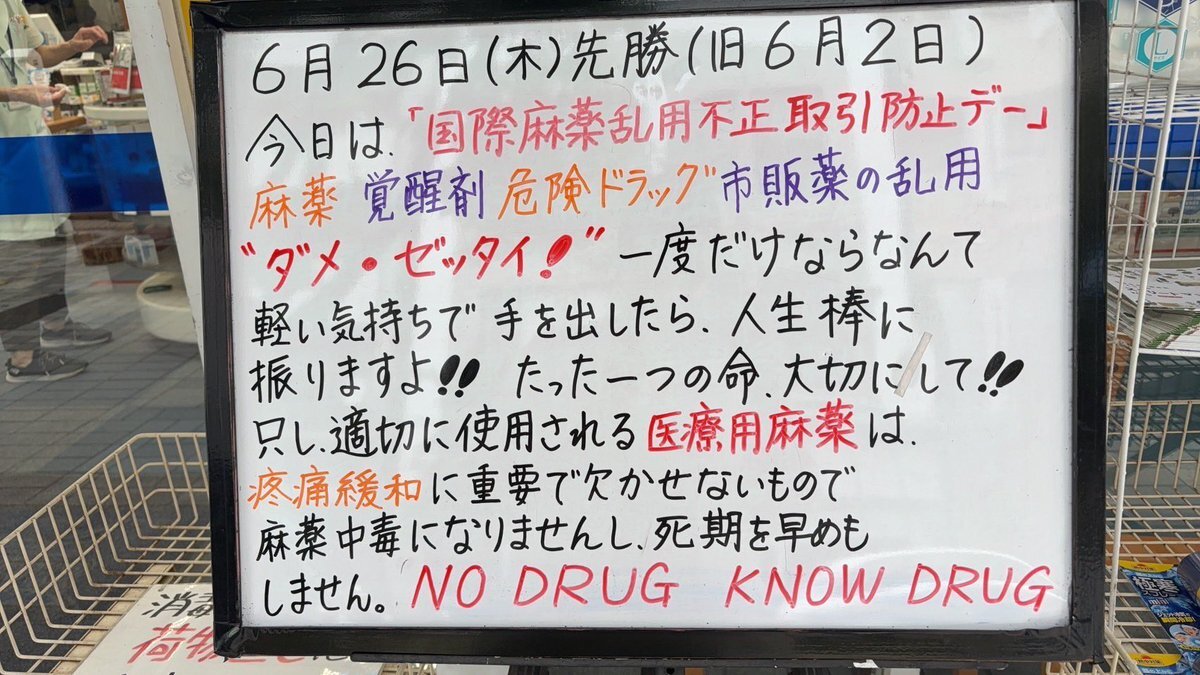 6月26日(木)先勝(旧6月2日)
今日は、「国際麻薬乱用不正取引防止デー」
麻薬 覚醒剤 危険ドラッグ 市販薬の乱用
"ダメ・ゼッタイ!" 一度だけならなんて
軽い気持ちで手を出したら、人生棒に
振りますよ!! たった一つの命、大切にして!!
只し、適切に使用される医療用麻薬は、
疼痛緩和に重要で欠かせないもので
麻薬中毒になりませんし、死期を早めも
しません。 NO DRUG KNOW DRUG